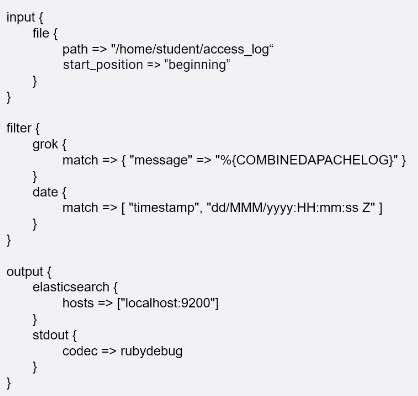 input {
file {
path => "/home/student/access_log“
start_position => "beginning"
}
}
filter {
grok {
match => { "message" => "%{COMBINEDAPACHELOG}" }
}
date {
match => [ "timestamp", "dd/MMM/yyyy:HH:mm:ss Z" ]
}
}
output {
elasticsearch {
hosts => ["localhost:9200"]
}
stdout {
codec => rubydebug
}
}